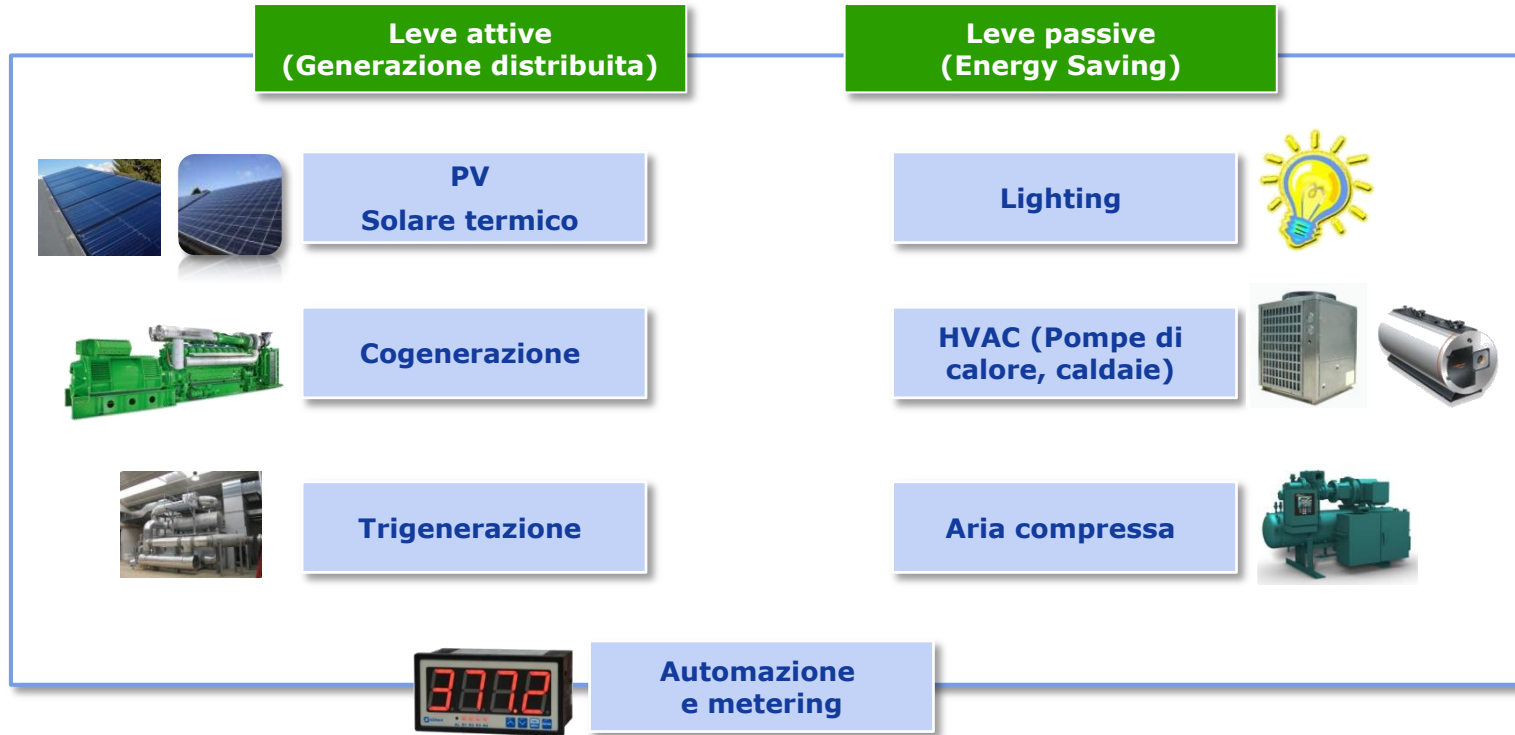 Leve attive
(Generazione distribuita)
Leve passive
(Energy Saving)
PV
Solare termico
Lighting
Cogenerazione
HVAC (Pompe di
calore, caldaie)
Trigenerazione
Aria compressa
377.2
Automazione
e metering